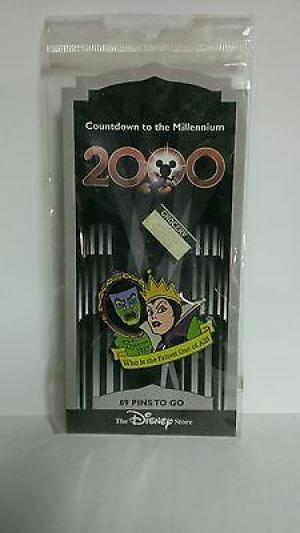 Countdown to the Millennium
2000
GROCERY
Who is the Fairest One of All?
89 PINS TO GO
The Disney Store